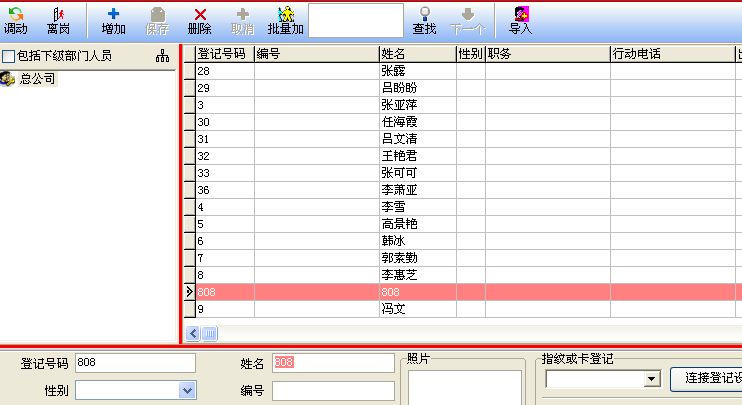 调动 离岗 增加 保存 删除 取消 批量加 查找 下一个 导入
包括下级部门人员
总公司
登记号码 编号 姓名 性别 职务 行动电话
28 张露
29 吕盼盼
3 张亚萍
30 任海霞
31 吕文清
32 王艳君
33 张可可
36 李萧亚
4 李雪
5 高景艳
6 韩冰
7 郭素勤
8 李惠芝
808 808
9 冯文
登记号码 808 姓名 808 照片 指纹或卡登记
性别 编号 连接登记设